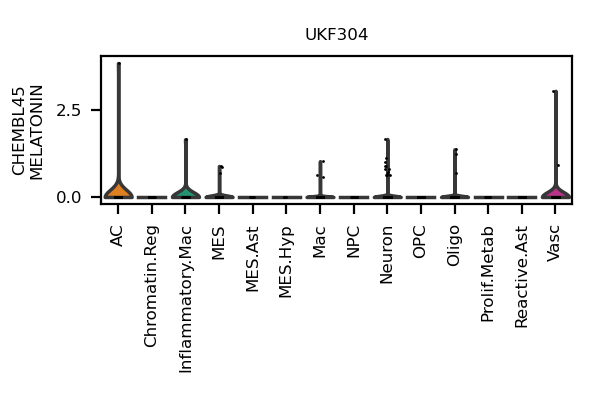 UKF304
CHEMBL45
MELATONIN
2.5
0.0
AC
Chromatin.Reg
Inflammatory.Mac
MES
MES.Ast
MES.Hyp
Mac
NPC
Neuron
OPC
Oligo
Prolif.Metab
Reactive.Ast
Vasc